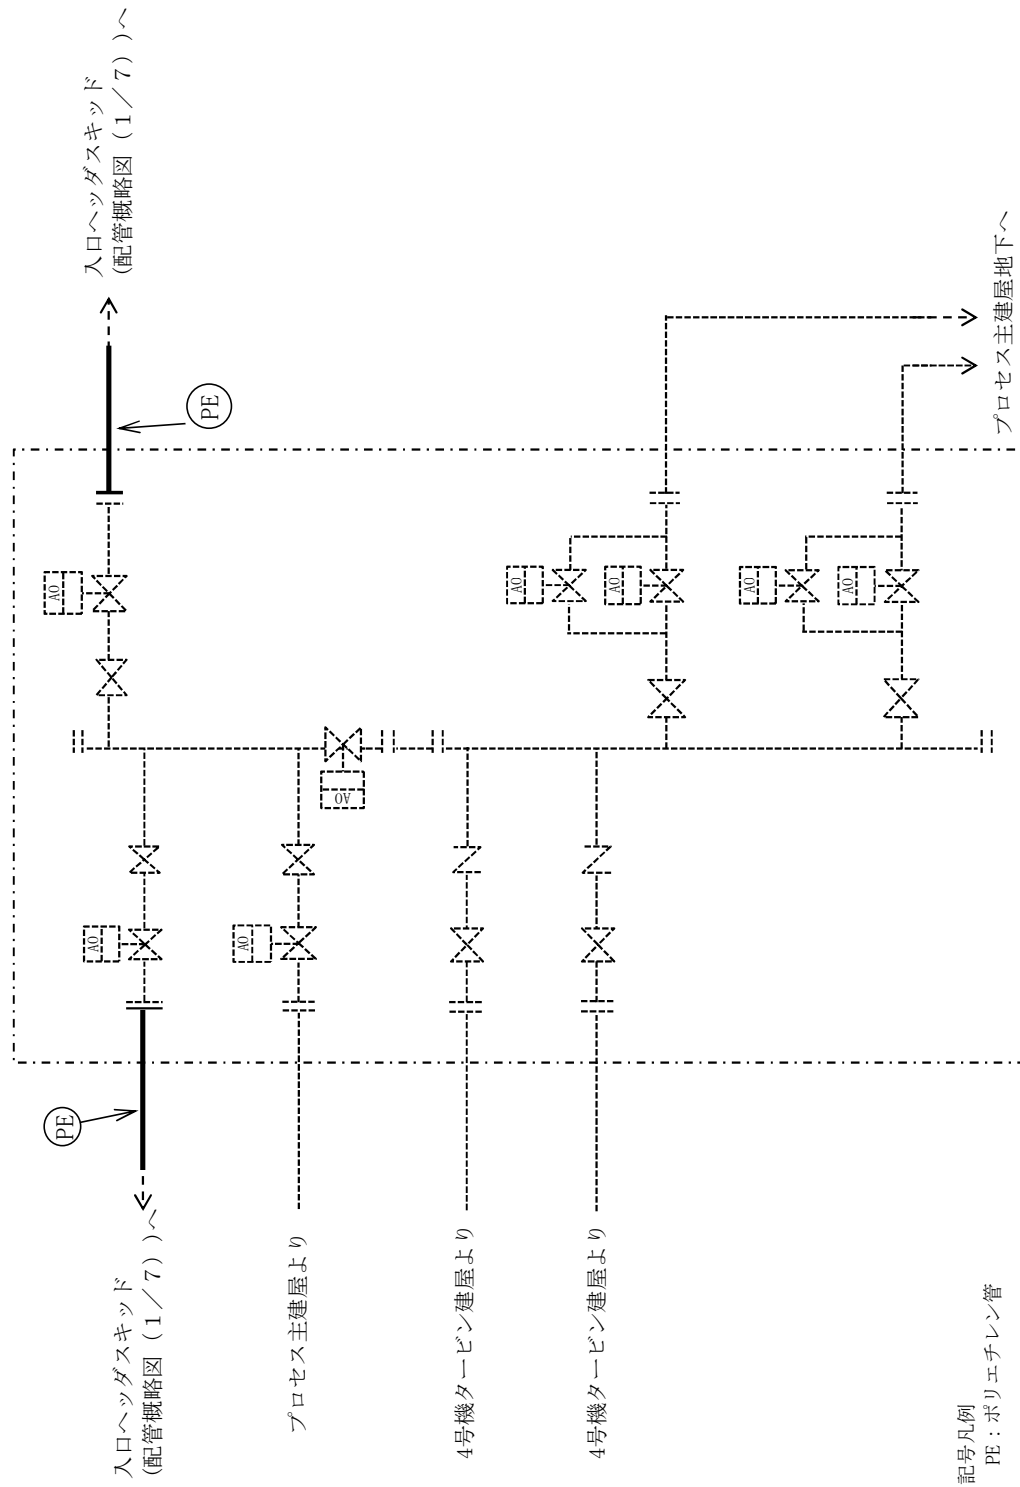 入口ヘッダスキッド
(配管概略図(1/7))へ
PE
プロセス主建屋地下へ
AO
AO
AO
AO
AO
AO
AO
AO
PE
入口ヘッダスキッド
(配管概略図(1/7))へ
プロセス主建屋より
4号機タービン建屋より
4号機タービン建屋より
記号凡例
PE:ポリエチレン管